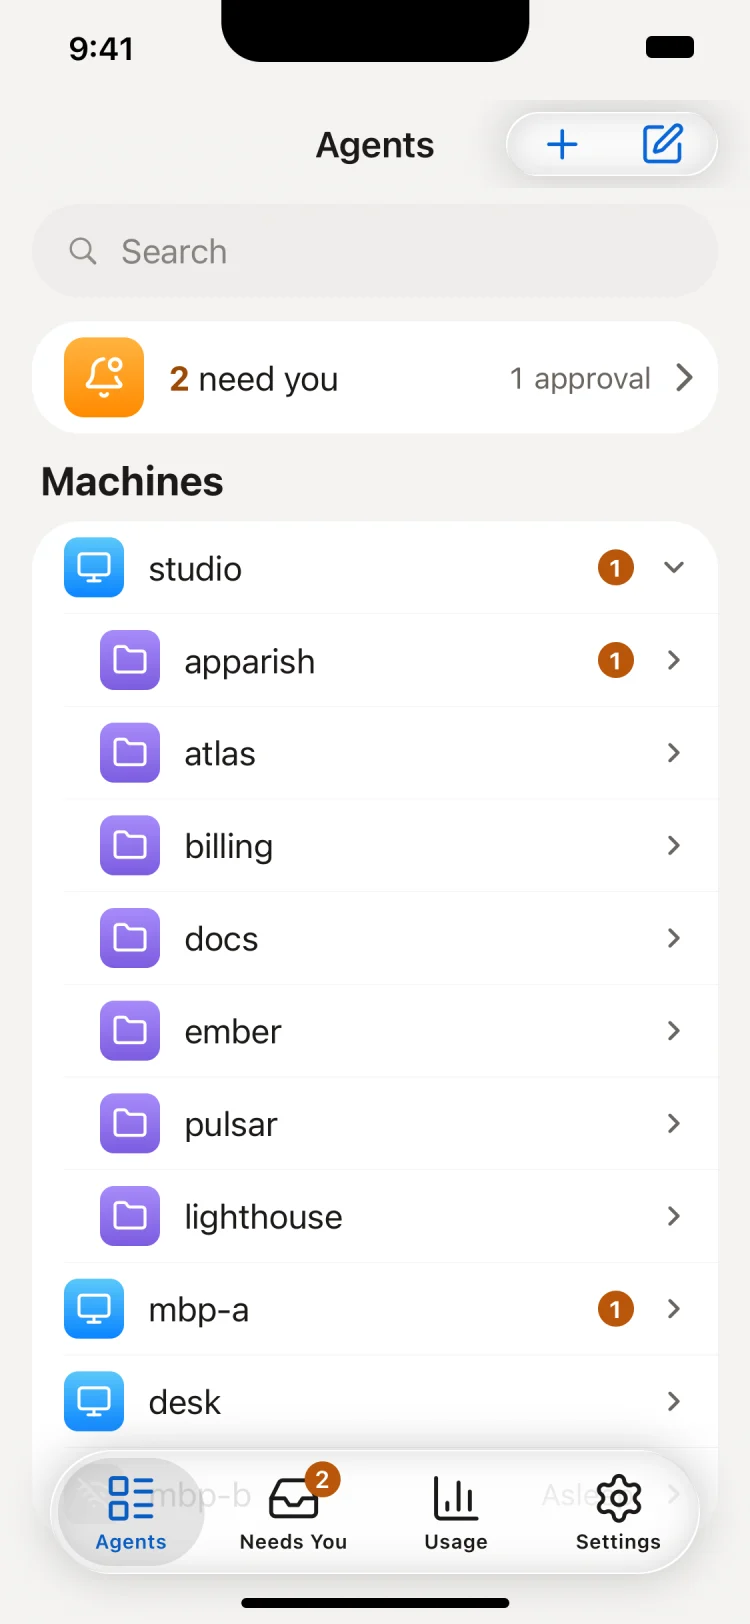 9:41
Agents
Search
2 need you 1 approval
Machines
studio 1
apparish 1
atlas
billing
docs
ember
pulsar
lighthouse
mbp-a 1
desk
mbp-b
2
Agents Needs You Usage Settings